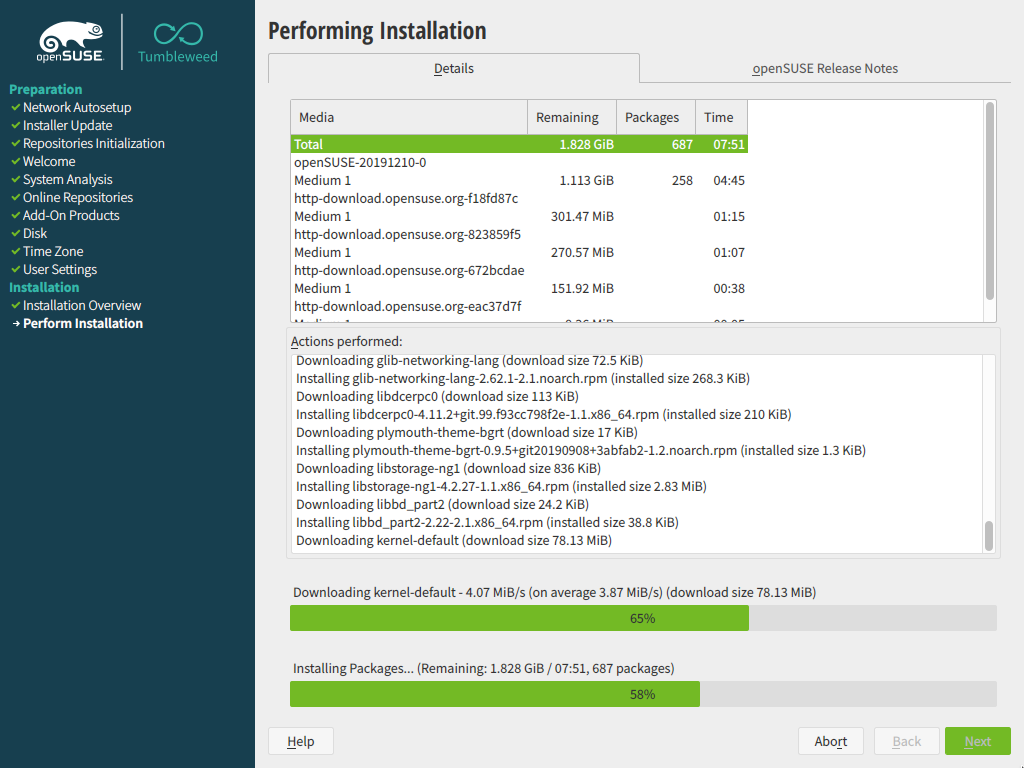 openSUSE
Tumbleweed
Preparation
Network Autosetup
Installer Update
Repositories Initialization
Welcome
System Analysis
Online Repositories
Add-On Products
Disk
Time Zone
User Settings
Installation
Installation Overview
Perform Installation
Performing Installation
Details openSUSE Release Notes
Media Remaining Packages Time
Total 1.828 GiB 687 07:51
openSUSE-20191210-0
Medium 1 1.113 GiB 258 04:45
http-download.opensuse.org-f18fd87c
Medium 1 301.47 MiB 01:15
http-download.opensuse.org-823859f5
Medium 1 270.57 MiB 01:07
http-download.opensuse.org-672bcdae
Medium 1 151.92 MiB 00:38
http-download.opensuse.org-eac37d7f
Medium 1
Actions performed:
Downloading glib-networking-lang (download size 72.5 KiB)
Installing glib-networking-lang-2.62.1-2.1.noarch.rpm (installed size 268.3 KiB)
Downloading libdcerpc0 (download size 113 KiB)
Installing libdcerpc0-4.11.2+git.99.f93cc798f2e-1.1.x86_64.rpm (installed size 210 KiB)
Downloading plymouth-theme-bgrt (download size 17 KiB)
Installing plymouth-theme-bgrt-0.9.5+git20190908+3abfab2-1.2.noarch.rpm (installed size 1.3 KiB)
Downloading libstorage-ng1 (download size 836 KiB)
Installing libstorage-ng1-4.2.27-1.1.x86_64.rpm (installed size 2.83 MiB)
Downloading libbd_part2 (download size 24.2 KiB)
Installing libbd_part2-2.22-2.1.x86_64.rpm (installed size 38.8 KiB)
Downloading kernel-default (download size 78.13 MiB)
Downloading kernel-default - 4.07 MiB/s (on average 3.87 MiB/s) (download size 78.13 MiB)
65%
Installing Packages... (Remaining: 1.828 GiB / 07:51, 687 packages)
58%
Help Abort Back Next